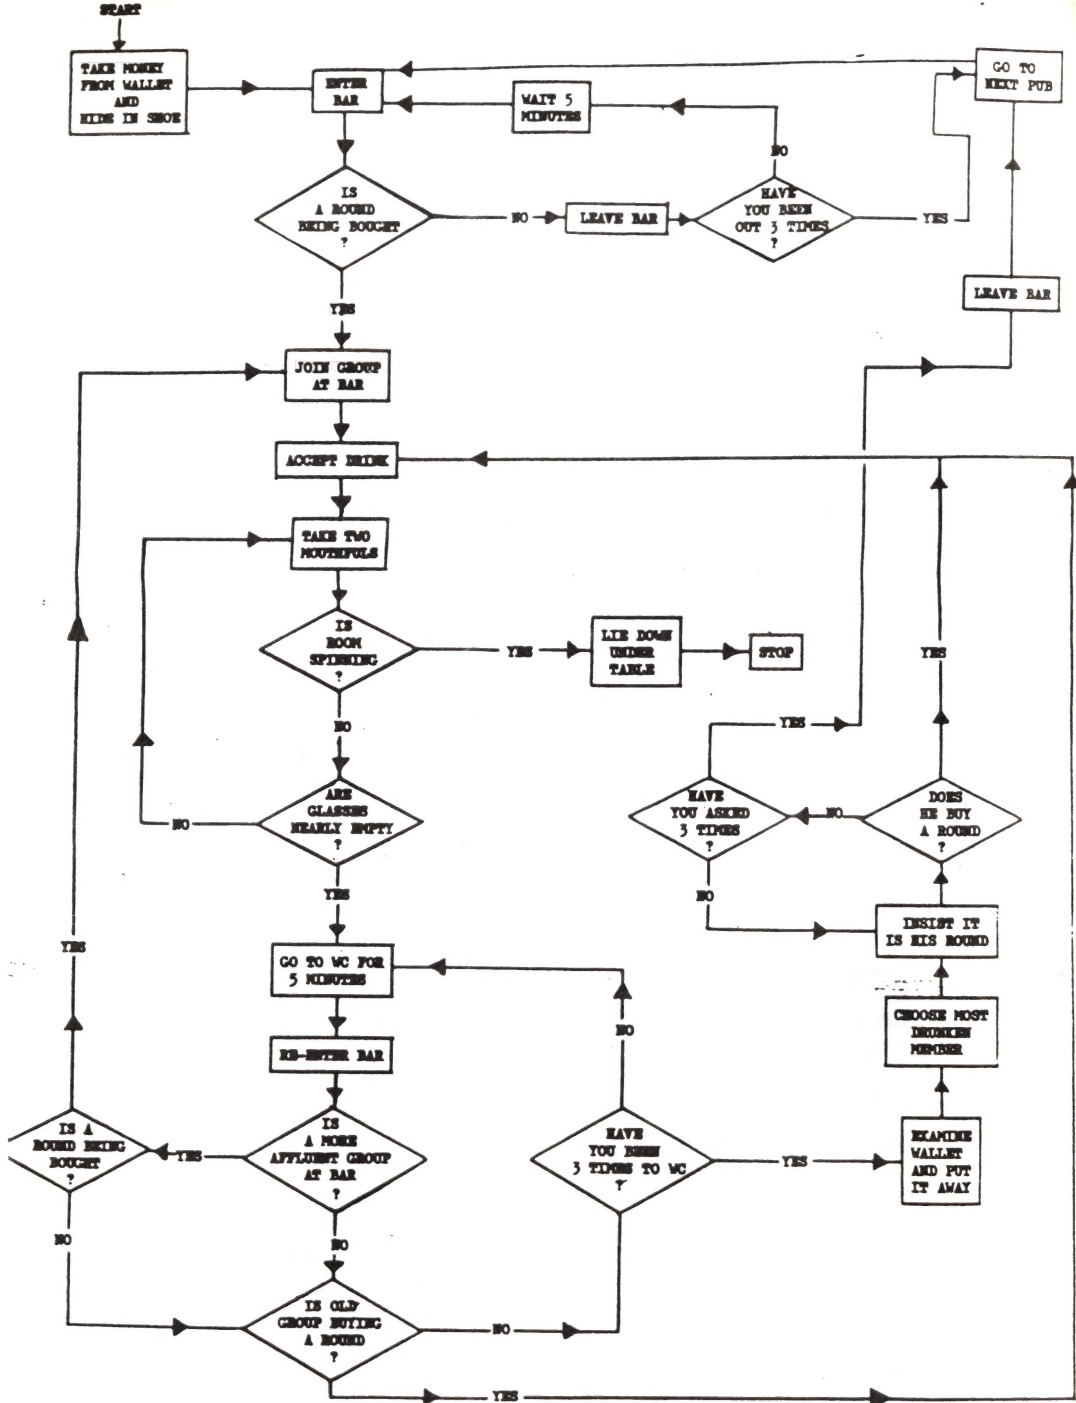 START
TAKE MONEY
FROM WALLET
AND
HIDE IN SHOE
ENTER
BAR
WAIT 5
MINUTES
GO TO
NEXT PUB
NO
IS
A ROUND
BEING BOUGHT
?
NO
LEAVE BAR
HAVE
YOU BEEN
OUT 3 TIMES
?
YES
LEAVE BAR
YES
JOIN GROUP
AT BAR
ACCEPT DRINK
TAKE TWO
MOUTHFULS
IS
ROOM
SPINNING
?
YES
LIE DOWN
UNDER
TABLE
STOP
YES
NO
YES
ARE
GLASSES
NEARLY EMPTY
?
NO
HAVE
YOU ASKED
3 TIMES
?
NO
DOES
HE BUY
A ROUND
?
YES
NO
INSIST IT
IS HIS ROUND
YES
GO TO WC FOR
5 MINUTES
CHOOSE MOST
DRUNKEN
MEMBER
NO
RE-ENTER BAR
IS A
ROUND BEING
BOUGHT
?
YES
IS
A MORE
AFFLUENT GROUP
AT BAR
?
HAVE
YOU BEEN
3 TIMES TO WC
?
YES
EXAMINE
WALLET
AND PUT
IT AWAY
NO
NO
IS OLD
GROUP BUYING
A ROUND
?
NO
YES